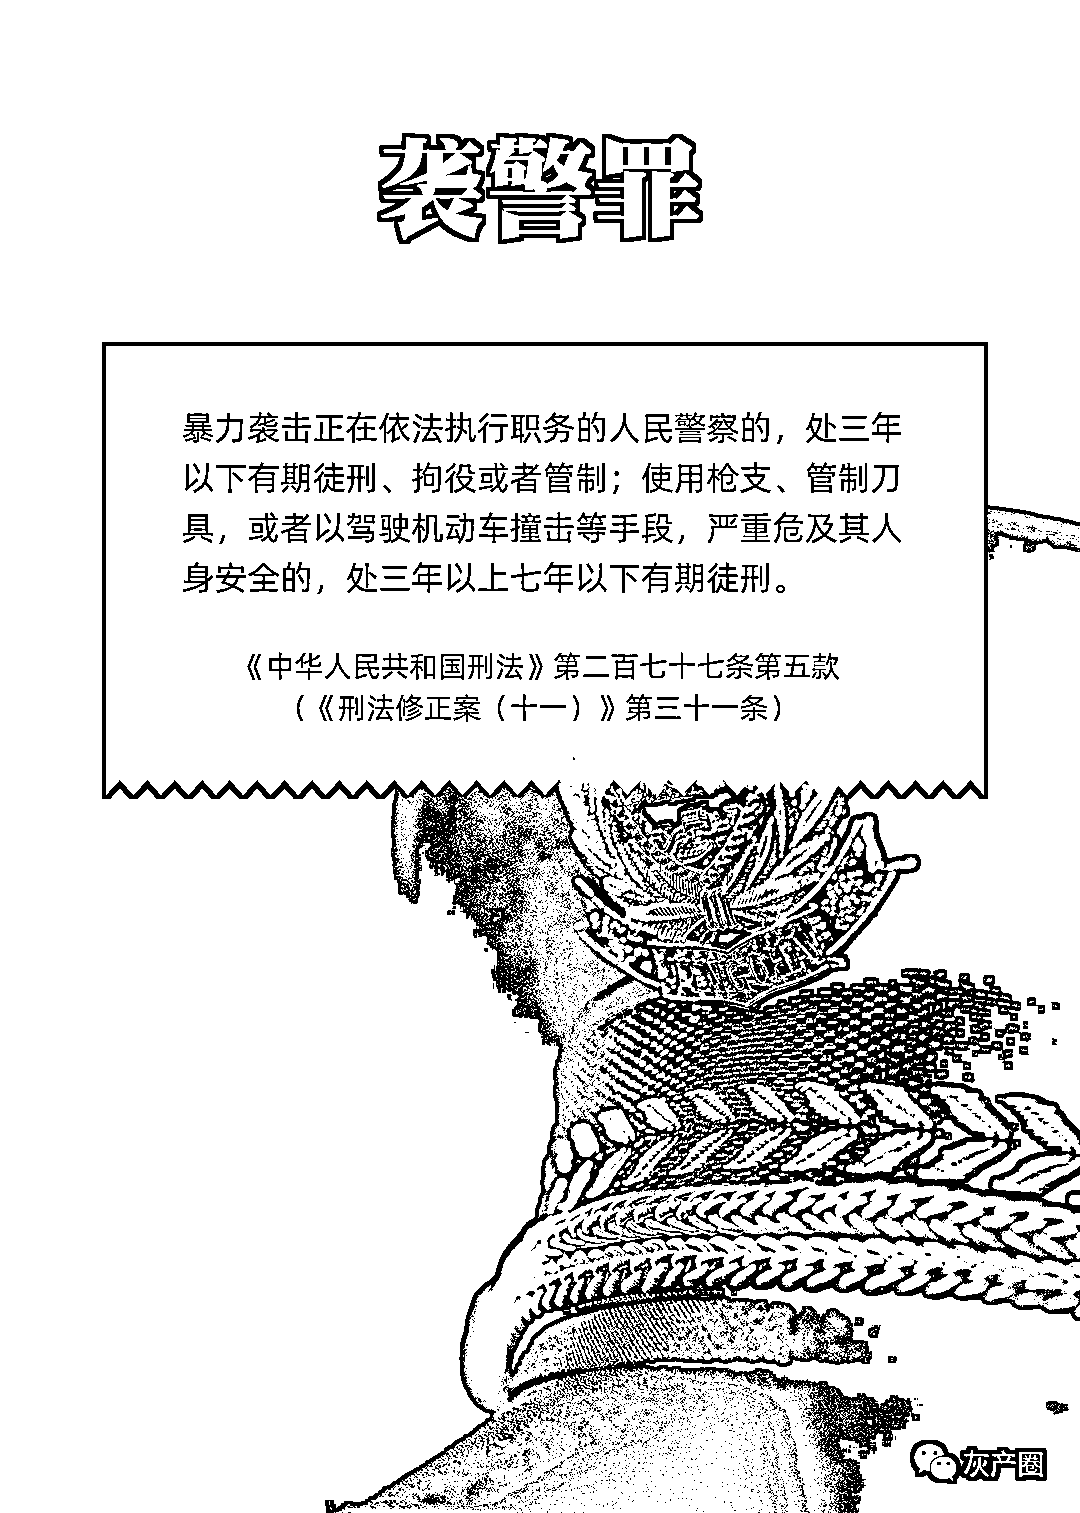 袭警罪
暴力袭击正在依法执行职务的人民警察的，处三年
以下有期徒刑、拘役或者管制；使用枪支、管制刀
具，或者以驾驶机动车撞击等手段，严重危及其人
身安全的，处三年以上七年以下有期徒刑。
《中华人民共和国刑法》第二百七十七条第五款
（《刑法修正案（十一）》第三十一条）
灰产圈